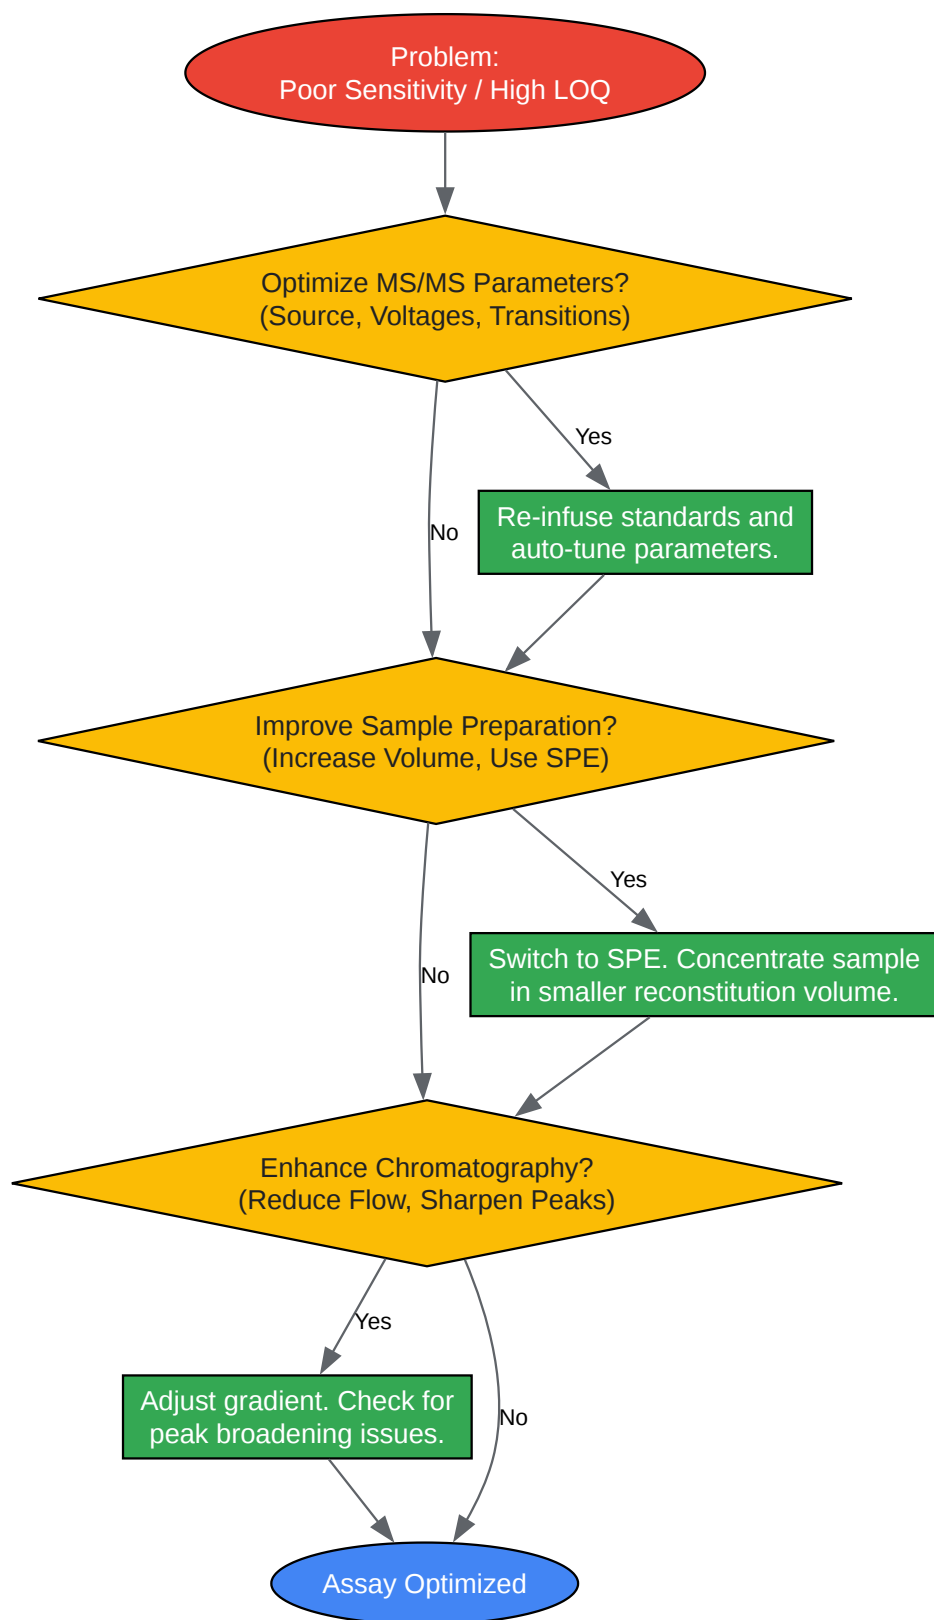 Problem:
Poor Sensitivity / High LOQ
Optimize MS/MS Parameters?
(Source, Voltages, Transitions)
Yes
Re-infuse standards and
auto-tune parameters.
No
Improve Sample Preparation?
(Increase Volume, Use SPE)
Yes
Switch to SPE. Concentrate sample
in smaller reconstitution volume.
No
Enhance Chromatography?
(Reduce Flow, Sharpen Peaks)
Yes
Adjust gradient. Check for
peak broadening issues.
No
Assay Optimized